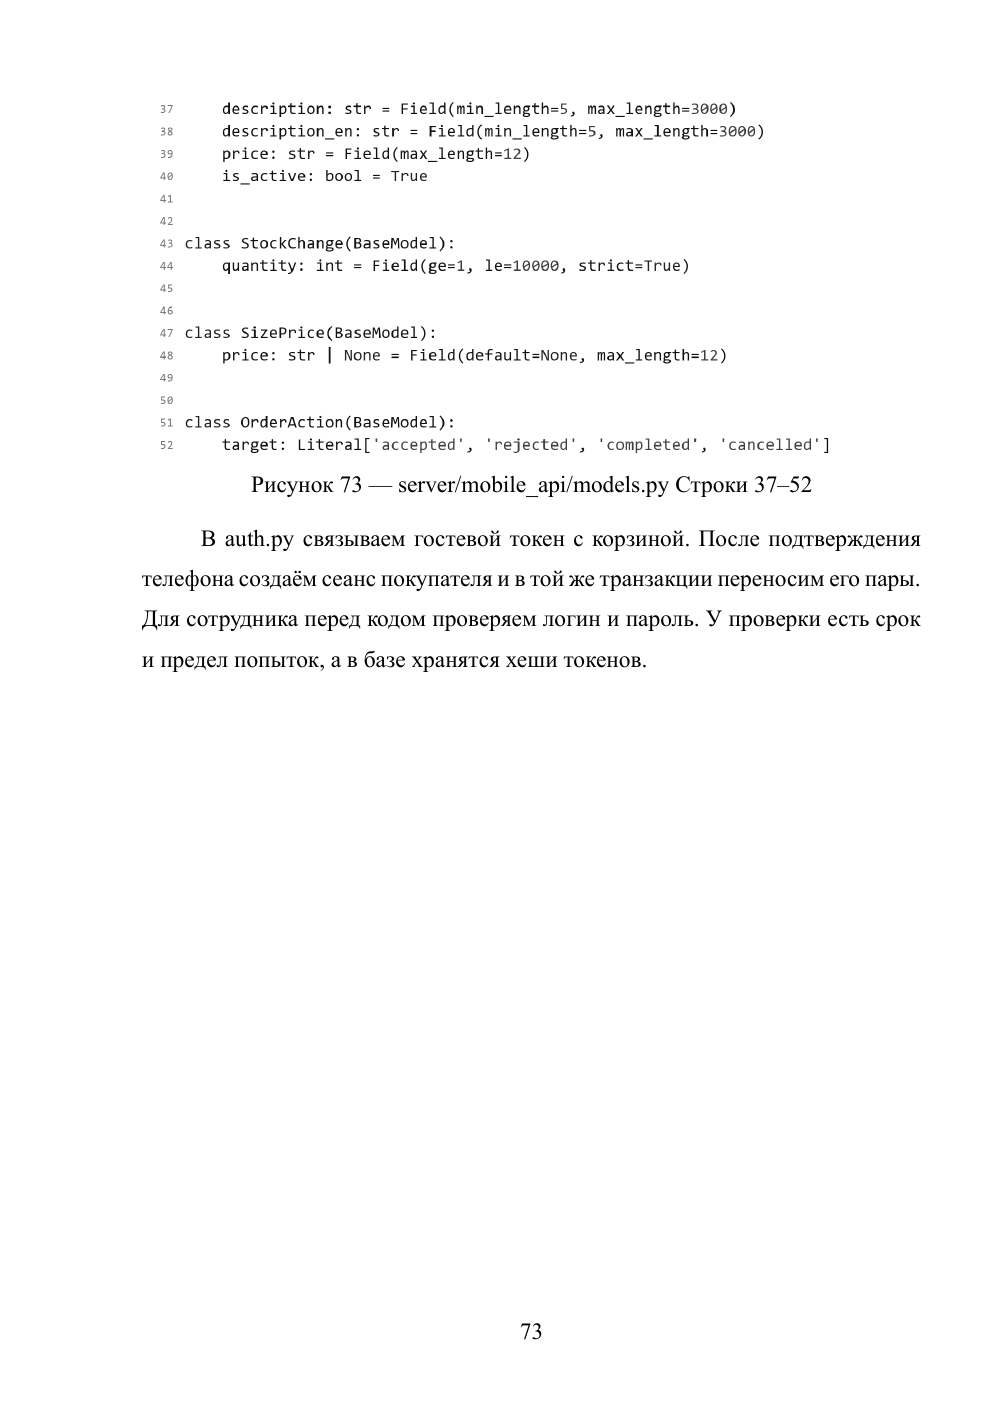 37 description: str = Field(min_length=5, max_length=3000)
38 description_en: str = Field(min_length=5, max_length=3000)
39 price: str = Field(max_length=12)
40 is_active: bool = True
41
42
43 class StockChange(BaseModel):
44 quantity: int = Field(ge=1, le=10000, strict=True)
45
46
47 class SizePrice(BaseModel):
48 price: str | None = Field(default=None, max_length=12)
49
50
51 class OrderAction(BaseModel):
52 target: Literal['accepted', 'rejected', 'completed', 'cancelled']
Рисунок 73 — server/mobile_api/models.py Строки 37–52
В auth.py связываем гостевой токен с корзиной. После подтверждения
телефона создаём сеанс покупателя и в той же транзакции переносим его пары.
Для сотрудника перед кодом проверяем логин и пароль. У проверки есть срок
и предел попыток, а в базе хранятся хеши токенов.
73